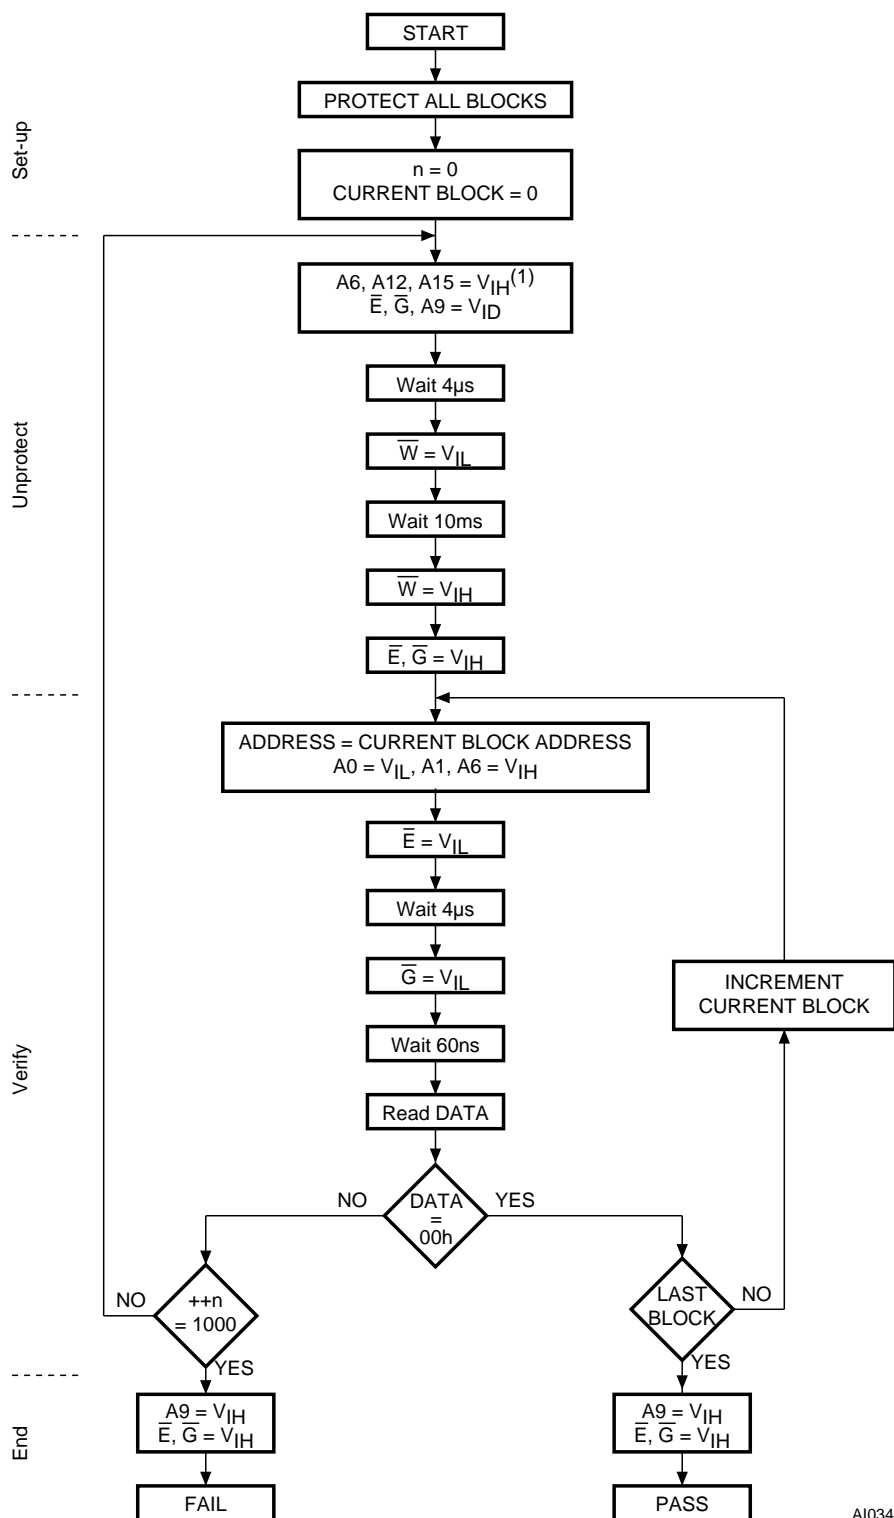 START
PROTECT ALL BLOCKS
Set-up
n = 0
CURRENT BLOCK = 0
A6, A12, A15 = VIH(1)
E̅, G̅, A9 = VID
Wait 4µs
W̅ = VIL
Unprotect
Wait 10ms
W̅ = VIH
E̅, G̅ = VIH
ADDRESS = CURRENT BLOCK ADDRESS
A0 = VIL, A1, A6 = VIH
E̅ = VIL
Wait 4µs
G̅ = VIL
INCREMENT
CURRENT BLOCK
Wait 60ns
Verify
Read DATA
NO
DATA
=
00h
YES
NO
++n
= 1000
LAST
BLOCK
NO
YES
YES
A9 = VIH
E̅, G̅ = VIH
A9 = VIH
E̅, G̅ = VIH
End
FAIL
PASS
AI034